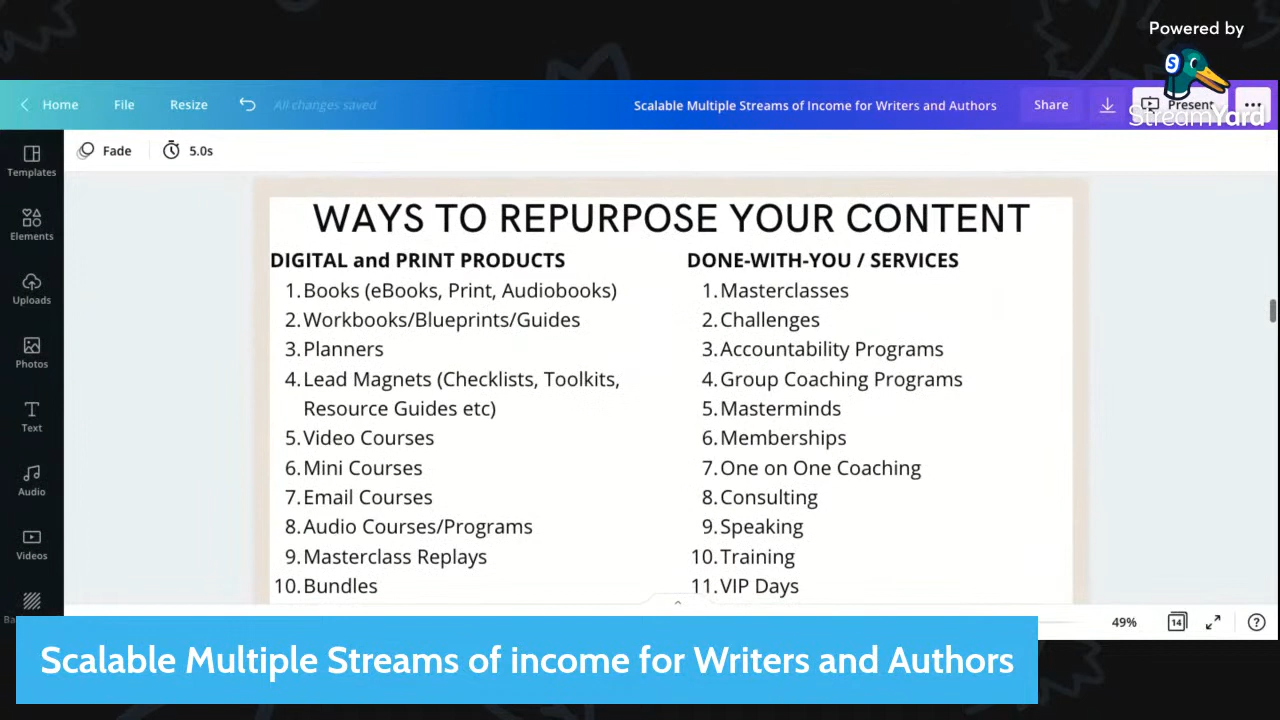 Powered by
StreamYard
Home File Resize All changes saved Scalable Multiple Streams of Income for Writers and Authors Share Present
Fade 5.0s
Templates
Elements
Uploads
Photos
Text
Audio
Videos
WAYS TO REPURPOSE YOUR CONTENT
DIGITAL and PRINT PRODUCTS
1. Books (eBooks, Print, Audiobooks)
2. Workbooks/Blueprints/Guides
3. Planners
4. Lead Magnets (Checklists, Toolkits,
Resource Guides etc)
5. Video Courses
6. Mini Courses
7. Email Courses
8. Audio Courses/Programs
9. Masterclass Replays
10. Bundles
DONE-WITH-YOU / SERVICES
1. Masterclasses
2. Challenges
3. Accountability Programs
4. Group Coaching Programs
5. Masterminds
6. Memberships
7. One on One Coaching
8. Consulting
9. Speaking
10. Training
11. VIP Days
49% 14
Scalable Multiple Streams of income for Writers and Authors